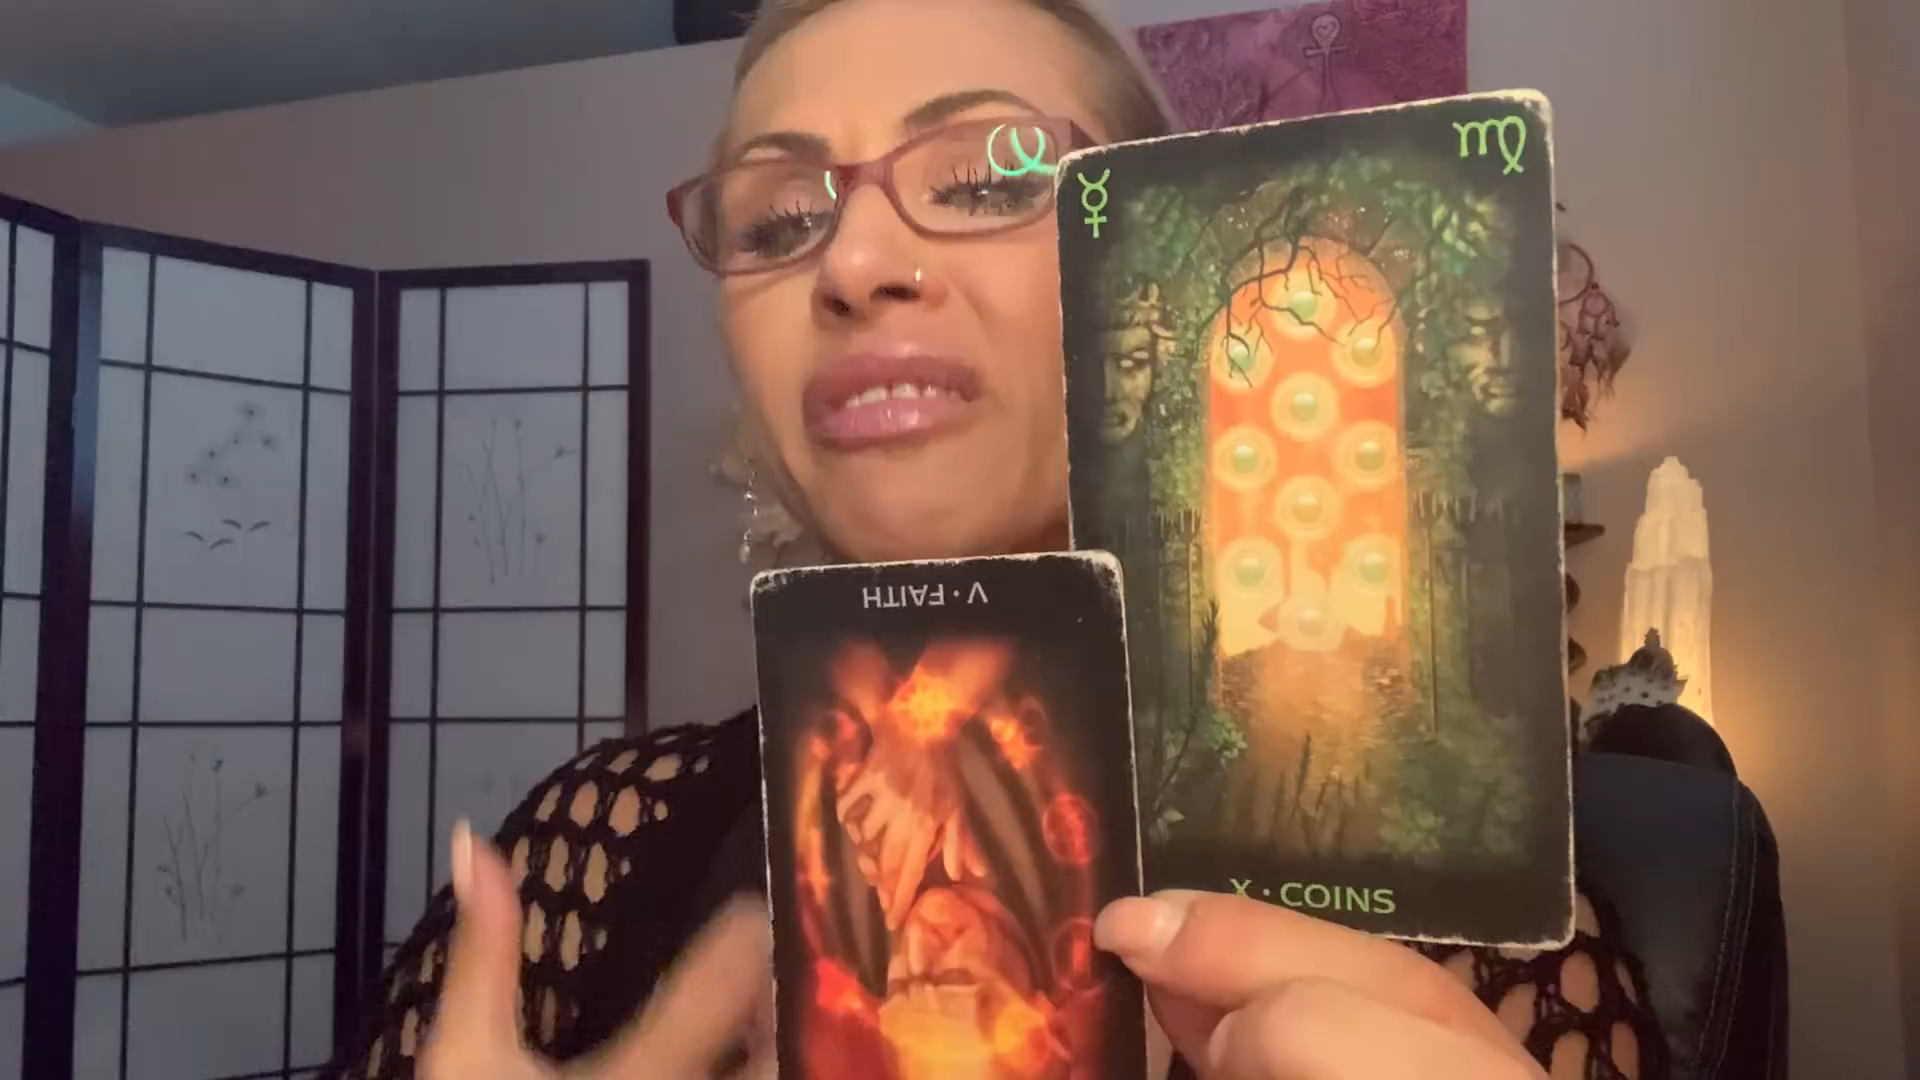 V · FAITH
X · COINS